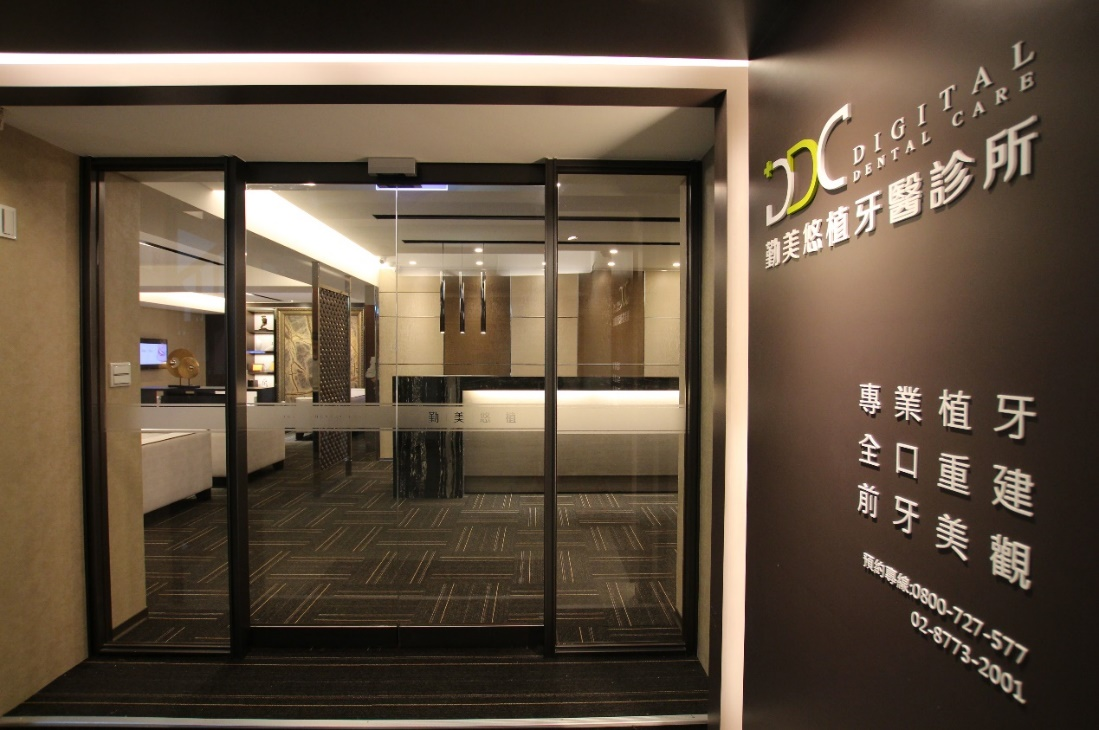 DDC
DIGITAL
DENTAL CARE
勤美悠植牙醫診所
專業植牙
全口重建
前牙美觀
預約專線:0800-727-577
02-8773-2001
勤美悠植